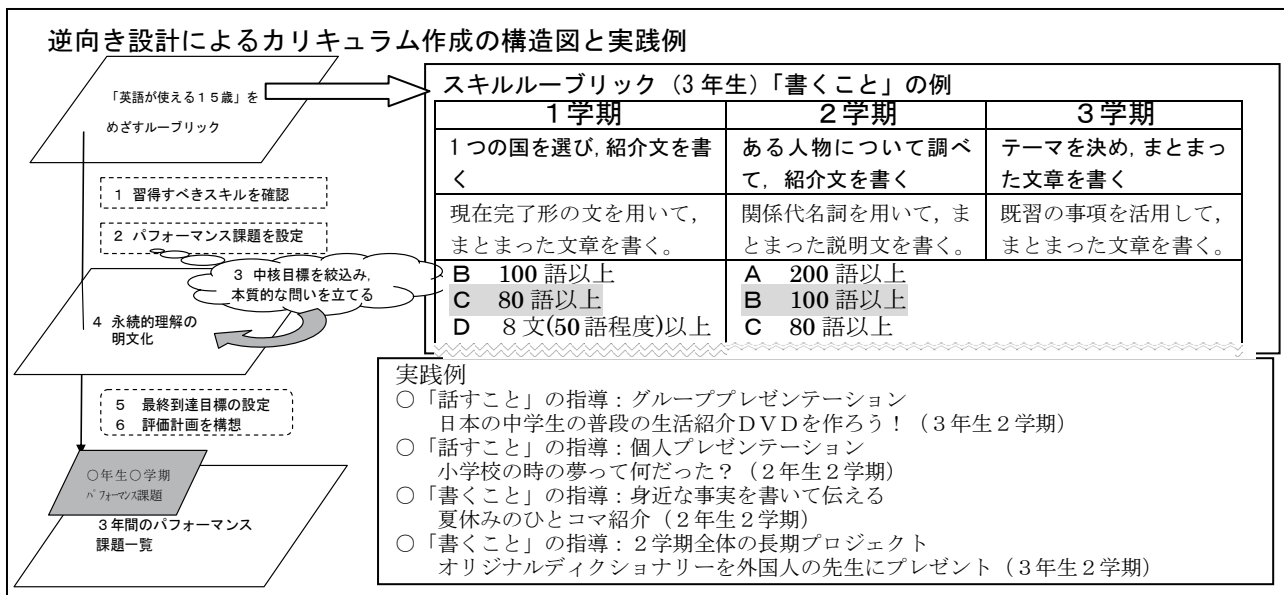 逆向き設計によるカリキュラム作成の構造図と実践例
「英語が使える１５歳」を
めざすルーブリック
1 習得すべきスキルを確認
2 パフォーマンス課題を設定
3 中核目標を絞込み,
本質的な問いを立てる
4 永続的理解の
明文化
5 最終到達目標の設定
6 評価計画を構想
○年生○学期
パフォーマンス課題
３年間のパフォーマンス
課題一覧
スキルルーブリック（３年生）「書くこと」の例
１学期 ２学期 ３学期
１つの国を選び, 紹介文を書 ある人物について調べ テーマを決め, まとまっ
く て, 紹介文を書く た文章を書く
現在完了形の文を用いて, 関係代名詞を用いて, ま 既習の事項を活用して,
まとまった文章を書く。 とまった説明文を書く。 まとまった文章を書く。
B 100 語以上 A 200 語以上
C 80 語以上 B 100 語以上
D ８文(50 語程度)以上 C 80 語以上
実践例
○「話すこと」の指導：グループプレゼンテーション
日本の中学生の普段の生活紹介ＤＶＤを作ろう！（３年生２学期）
○「話すこと」の指導：個人プレゼンテーション
小学校の時の夢って何だった？（２年生２学期）
○「書くこと」の指導：身近な事実を書いて伝える
夏休みのひとコマ紹介（２年生２学期）
○「書くこと」の指導：２学期全体の長期プロジェクト
オリジナルディクショナリーを外国人の先生にプレゼント（３年生２学期）